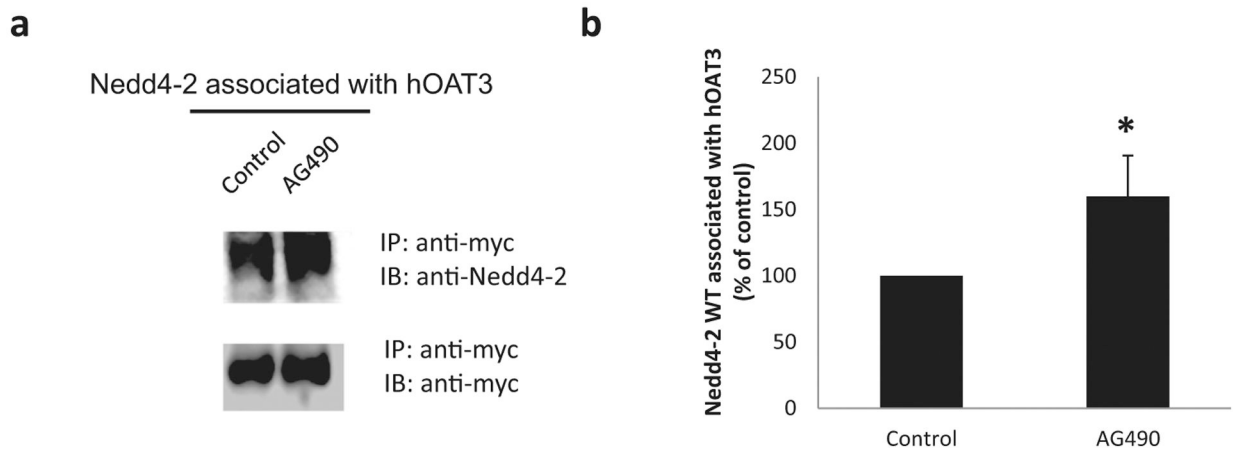 a
Nedd4-2 associated with hOAT3
Control
AG490
IP: anti-myc
IB: anti-Nedd4-2
IP: anti-myc
IB: anti-myc
b
Nedd4-2 WT associated with hOAT3
(% of control)
250
200
150
100
50
0
*
Control
AG490